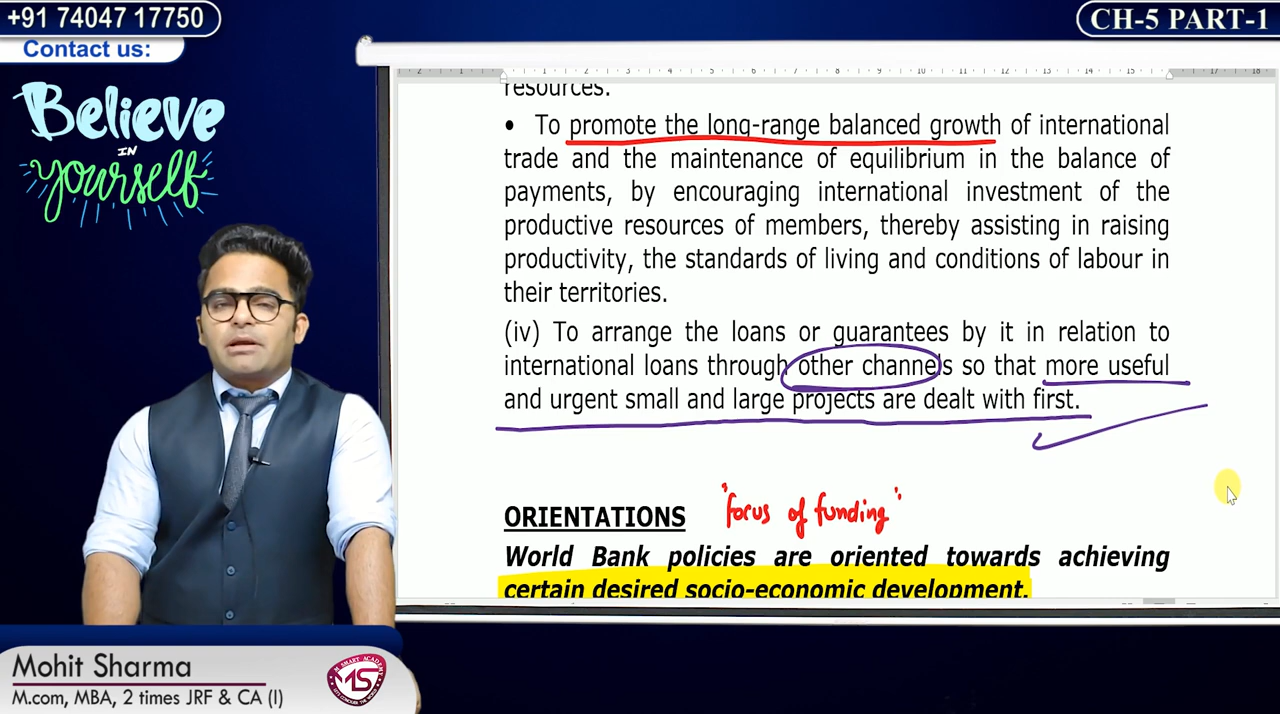 +91 74047 17750
Contact us:
CH-5 PART-1
Believe
IN
yourself
resources.
• To promote the long-range balanced growth of international
trade and the maintenance of equilibrium in the balance of
payments, by encouraging international investment of the
productive resources of members, thereby assisting in raising
productivity, the standards of living and conditions of labour in
their territories.
(iv) To arrange the loans or guarantees by it in relation to
international loans through other channels so that more useful
and urgent small and large projects are dealt with first.
ORIENTATIONS "focus of funding"
World Bank policies are oriented towards achieving
certain desired socio-economic development.
Mohit Sharma
M.com, MBA, 2 times JRF & CA (I)
M SMART ACADEMY
MS